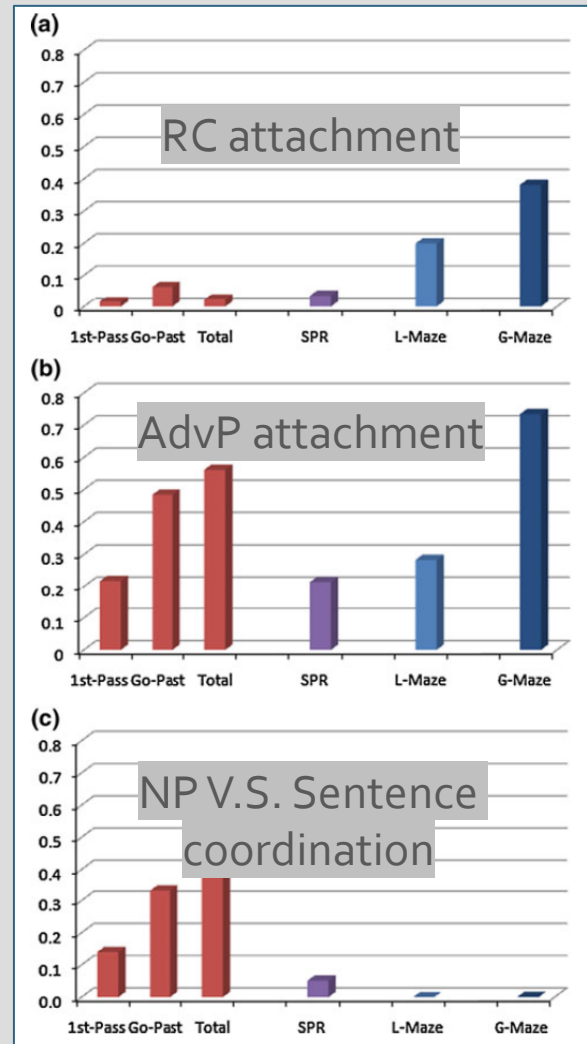 (a)
0.8
0.7
0.6
0.5
0.4
0.3
0.2
0.1
0
RC attachment
1st-Pass Go-Past Total SPR L-Maze G-Maze
(b)
0.8
0.7
0.6
0.5
0.4
0.3
0.2
0.1
0
AdvP attachment
1st-Pass Go-Past Total SPR L-Maze G-Maze
(c)
0.8
0.7
0.6
0.5
0.4
0.3
0.2
0.1
0.0
NP V.S. Sentence
coordination
1st-Pass Go-Past Total SPR L-Maze G-Maze